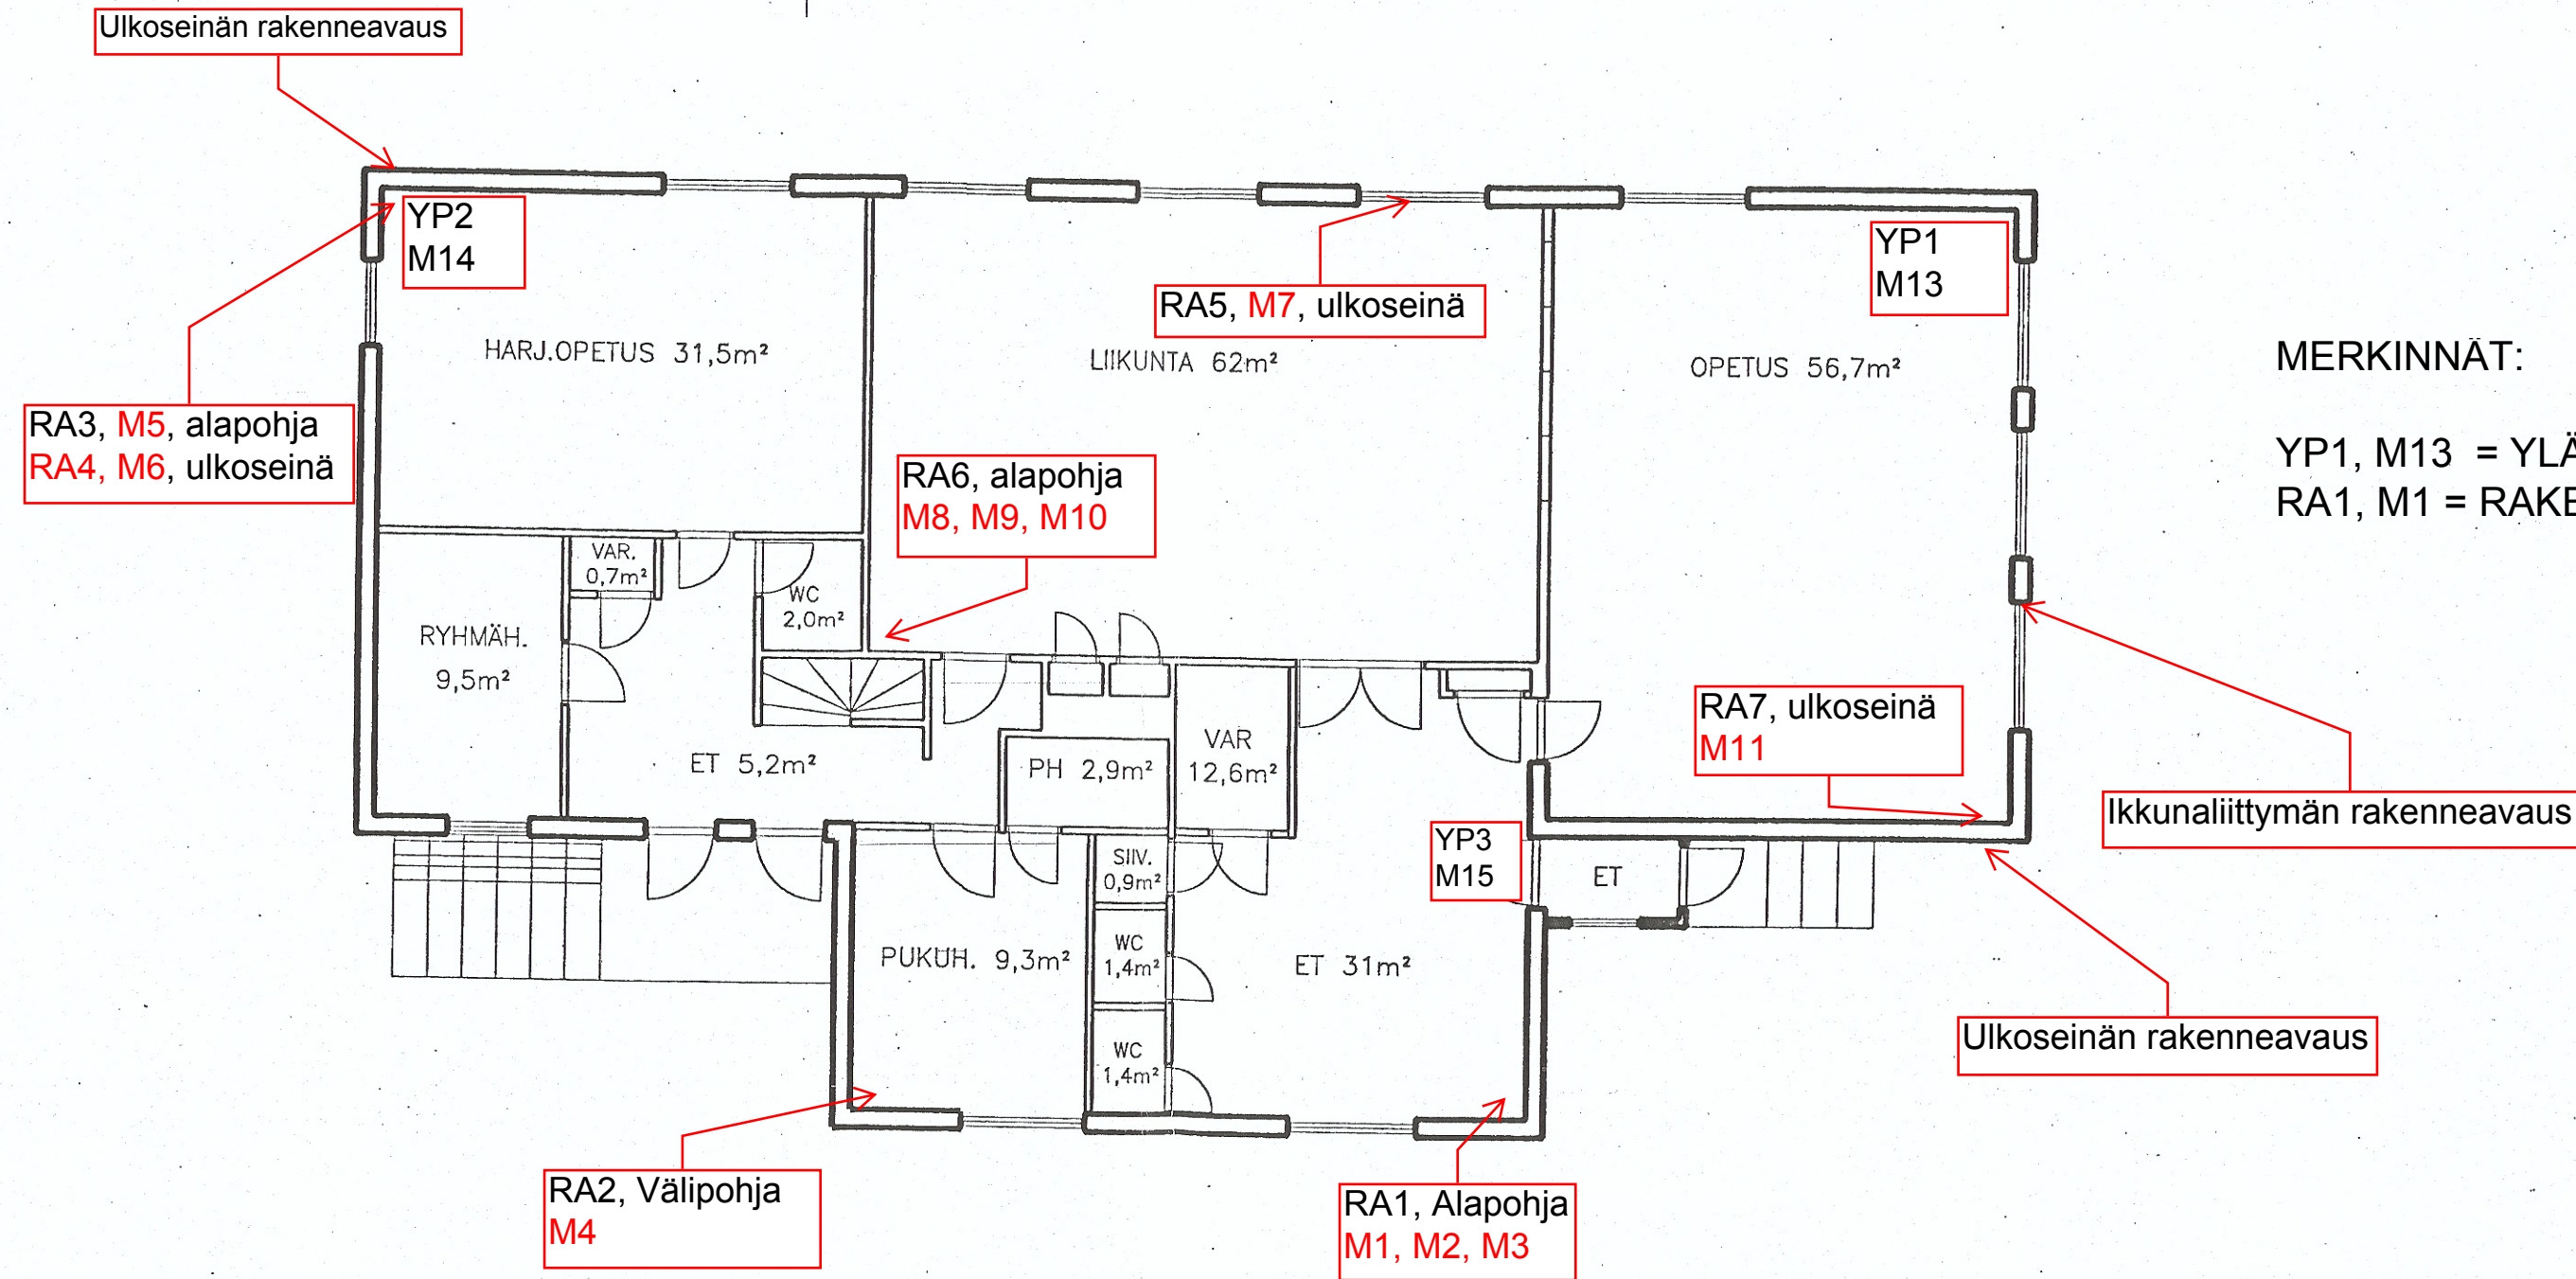 Ulkoseinän rakenneavaus
YP2
M14
YP1
M13
RA5, M7, ulkoseinä
HARJ.OPETUS 31,5m²
LIIKUNTA 62m²
OPETUS 56,7m²
MERKINNÄT:
YP1, M13 = YLÄ
RA1, M1 = RAKE
RA3, M5, alapohja
RA4, M6, ulkoseinä
RA6, alapohja
M8, M9, M10
VAR.
0,7m²
WC
2,0m²
RYHMÄH.
9,5m²
RA7, ulkoseinä
M11
ET 5,2m²
PH 2,9m²
VAR
12,6m²
Ikkunaliittymän rakenneavaus
YP3
M15
SIIV.
0,9m²
ET
WC
1,4m²
PUKUH. 9,3m²
ET 31m²
WC
1,4m²
Ulkoseinän rakenneavaus
RA2, Välipohja
M4
RA1, Alapohja
M1, M2, M3